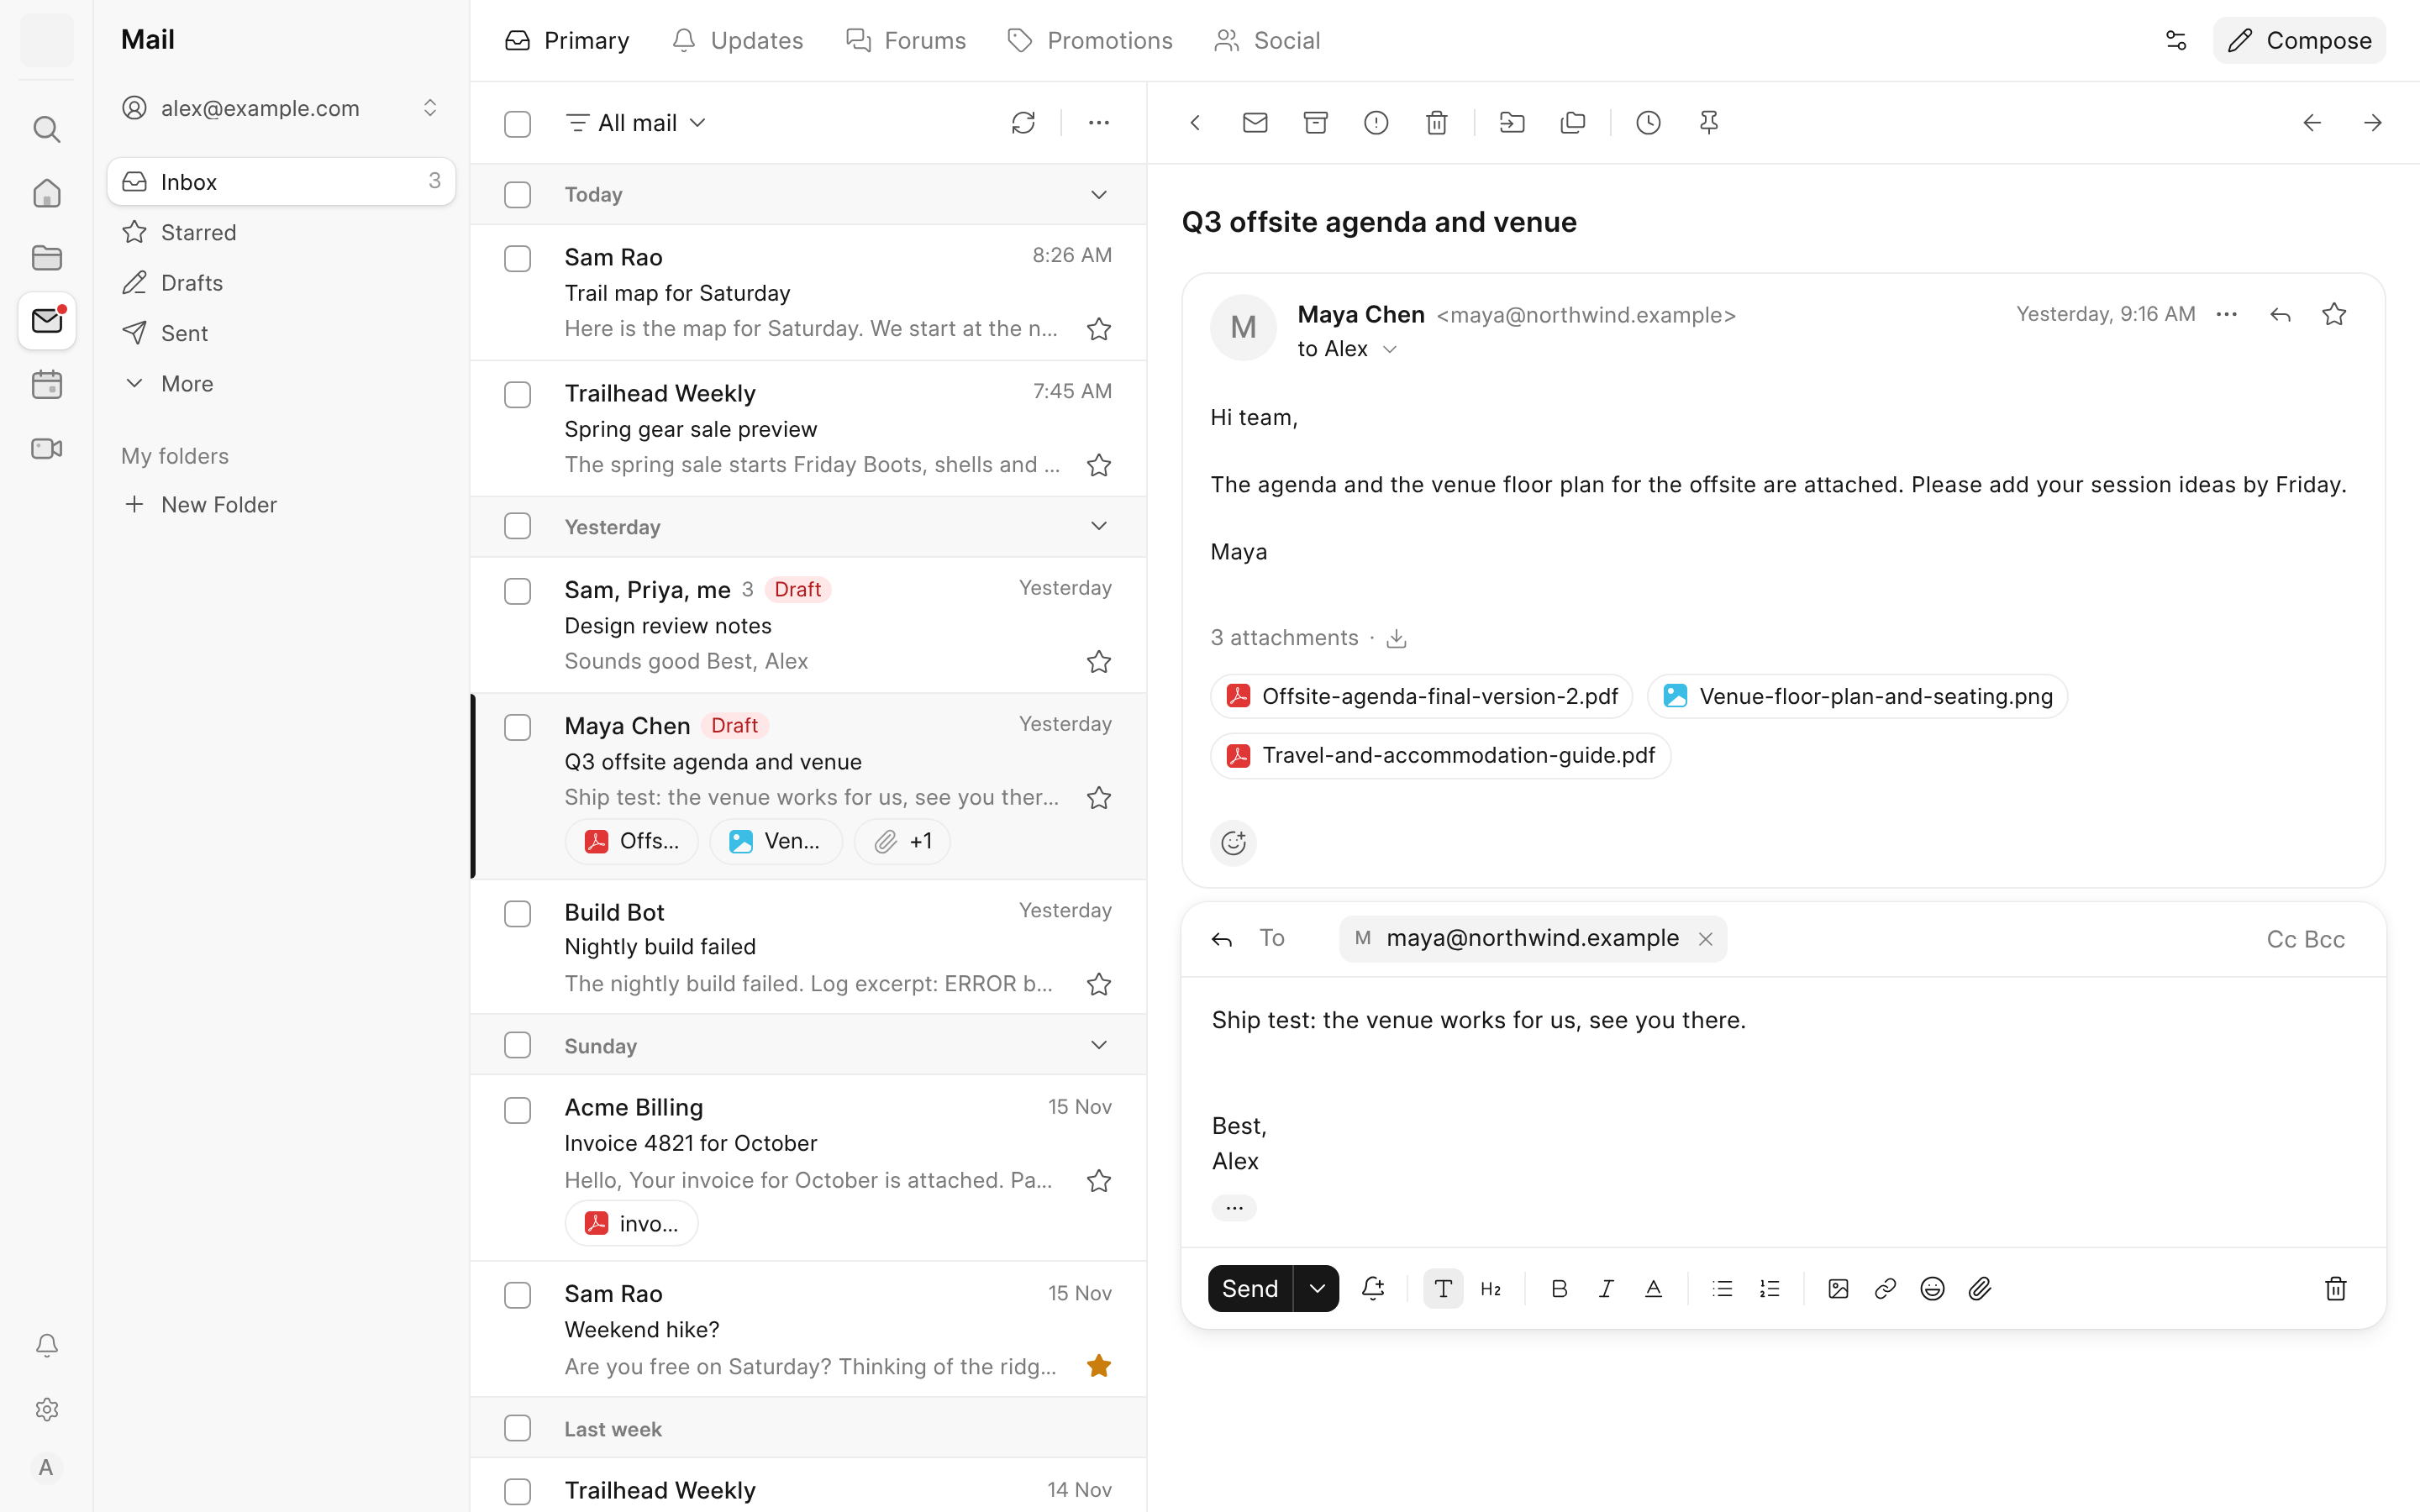 Mail
alex@example.com
Inbox 3
Starred
Drafts
Sent
More
My folders
New Folder
A
Primary Updates Forums Promotions Social
Compose
All mail
Today
Sam Rao 8:26 AM
Trail map for Saturday
Here is the map for Saturday. We start at the n...
Trailhead Weekly 7:45 AM
Spring gear sale preview
The spring sale starts Friday Boots, shells and ...
Yesterday
Sam, Priya, me 3 Draft Yesterday
Design review notes
Sounds good Best, Alex
Maya Chen Draft Yesterday
Q3 offsite agenda and venue
Ship test: the venue works for us, see you ther...
Offs... Ven... +1
Build Bot Yesterday
Nightly build failed
The nightly build failed. Log excerpt: ERROR b...
Sunday
Acme Billing 15 Nov
Invoice 4821 for October
Hello, Your invoice for October is attached. Pa...
invo...
Sam Rao 15 Nov
Weekend hike?
Are you free on Saturday? Thinking of the ridg...
Last week
Trailhead Weekly 14 Nov
Q3 offsite agenda and venue
M
Maya Chen <maya@northwind.example> Yesterday, 9:16 AM
to Alex
Hi team,
The agenda and the venue floor plan for the offsite are attached. Please add your session ideas by Friday.
Maya
3 attachments ·
Offsite-agenda-final-version-2.pdf Venue-floor-plan-and-seating.png
Travel-and-accommodation-guide.pdf
To M maya@northwind.example Cc Bcc
Ship test: the venue works for us, see you there.
Best,
Alex
...
Send T H2 B I A